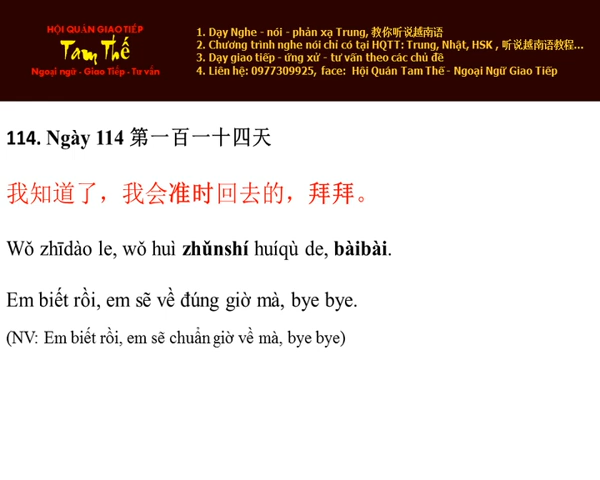 HỘI QUÁN GIAO TIẾP
Tam Thế
Ngoại ngữ - Giao Tiếp - Tư vấn
1. Dạy Nghe - nói - phản xạ Trung, 教你听说越南语
2. Chương trình nghe nói chỉ có tại HQTT: Trung, Nhật, HSK , 听说越南语教程...
3. Dạy giao tiếp - ứng xử - tư vấn theo các chủ đề
4. Liên hệ: 0977309925, face: Hội Quán Tam Thế - Ngoại Ngữ Giao Tiếp
114. Ngày 114 第一百一十四天
我知道了，我会准时回去的，拜拜。
Wǒ zhīdào le, wǒ huì zhǔnshí huíqù de, bàibài.
Em biết rồi, em sẽ về đúng giờ mà, bye bye.
(NV: Em biết rồi, em sẽ chuẩn giờ về mà, bye bye)